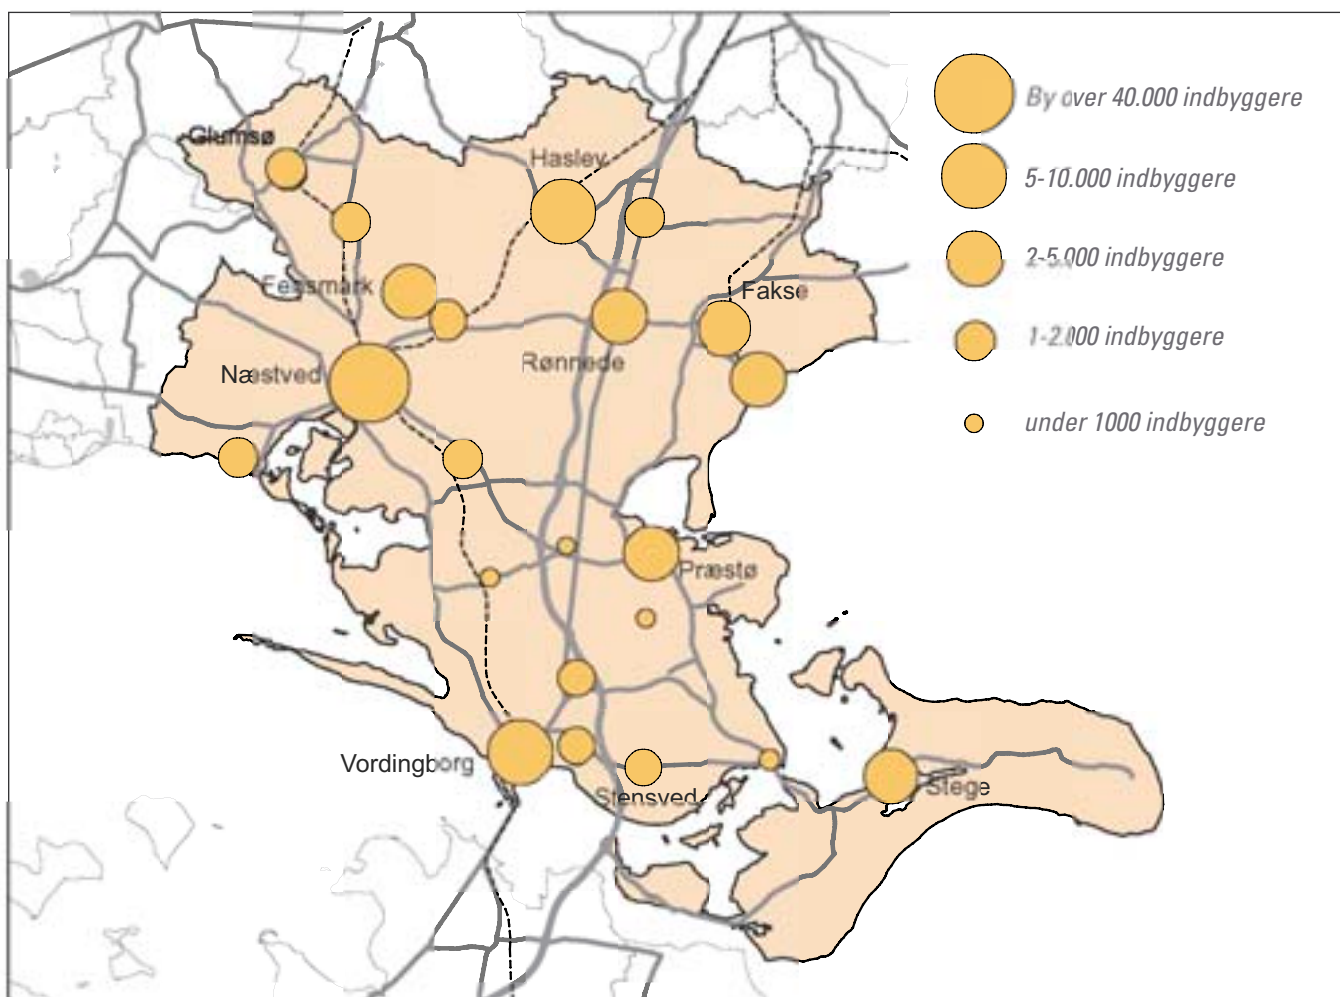 Glumsø
Haslev
Fensmark
Fakse
Næstved
Rønnede
Præstø
Vordingborg
Stensved
Stege
By over 40.000 indbyggere
5-10.000 indbyggere
2-5.000 indbyggere
1-2.000 indbyggere
under 1000 indbyggere